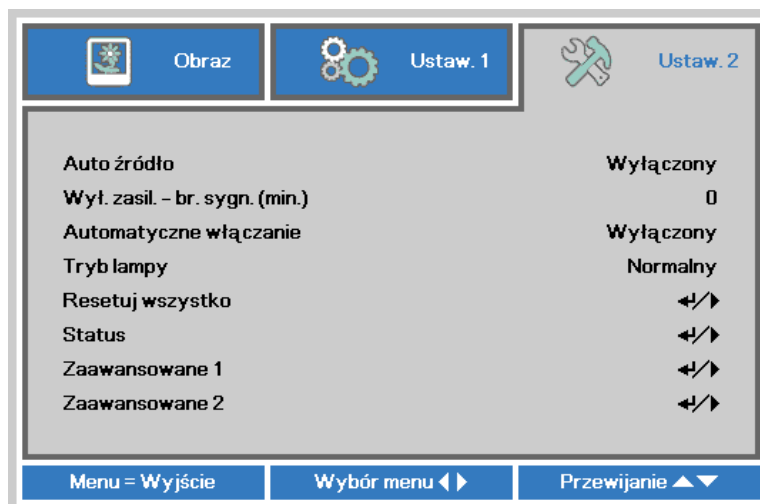 Obraz Ustaw. 1 Ustaw. 2
Auto źródło Wyłączony
Wył. zasil. – br. sygn. (min.) 0
Automatyczne włączanie Wyłączony
Tryb lampy Normalny
Resetuj wszystko ↵/▶
Status ↵/▶
Zaawansowane 1 ↵/▶
Zaawansowane 2 ↵/▶
Menu = Wyjście Wybór menu ◀ ▶ Przewijanie ▲▼